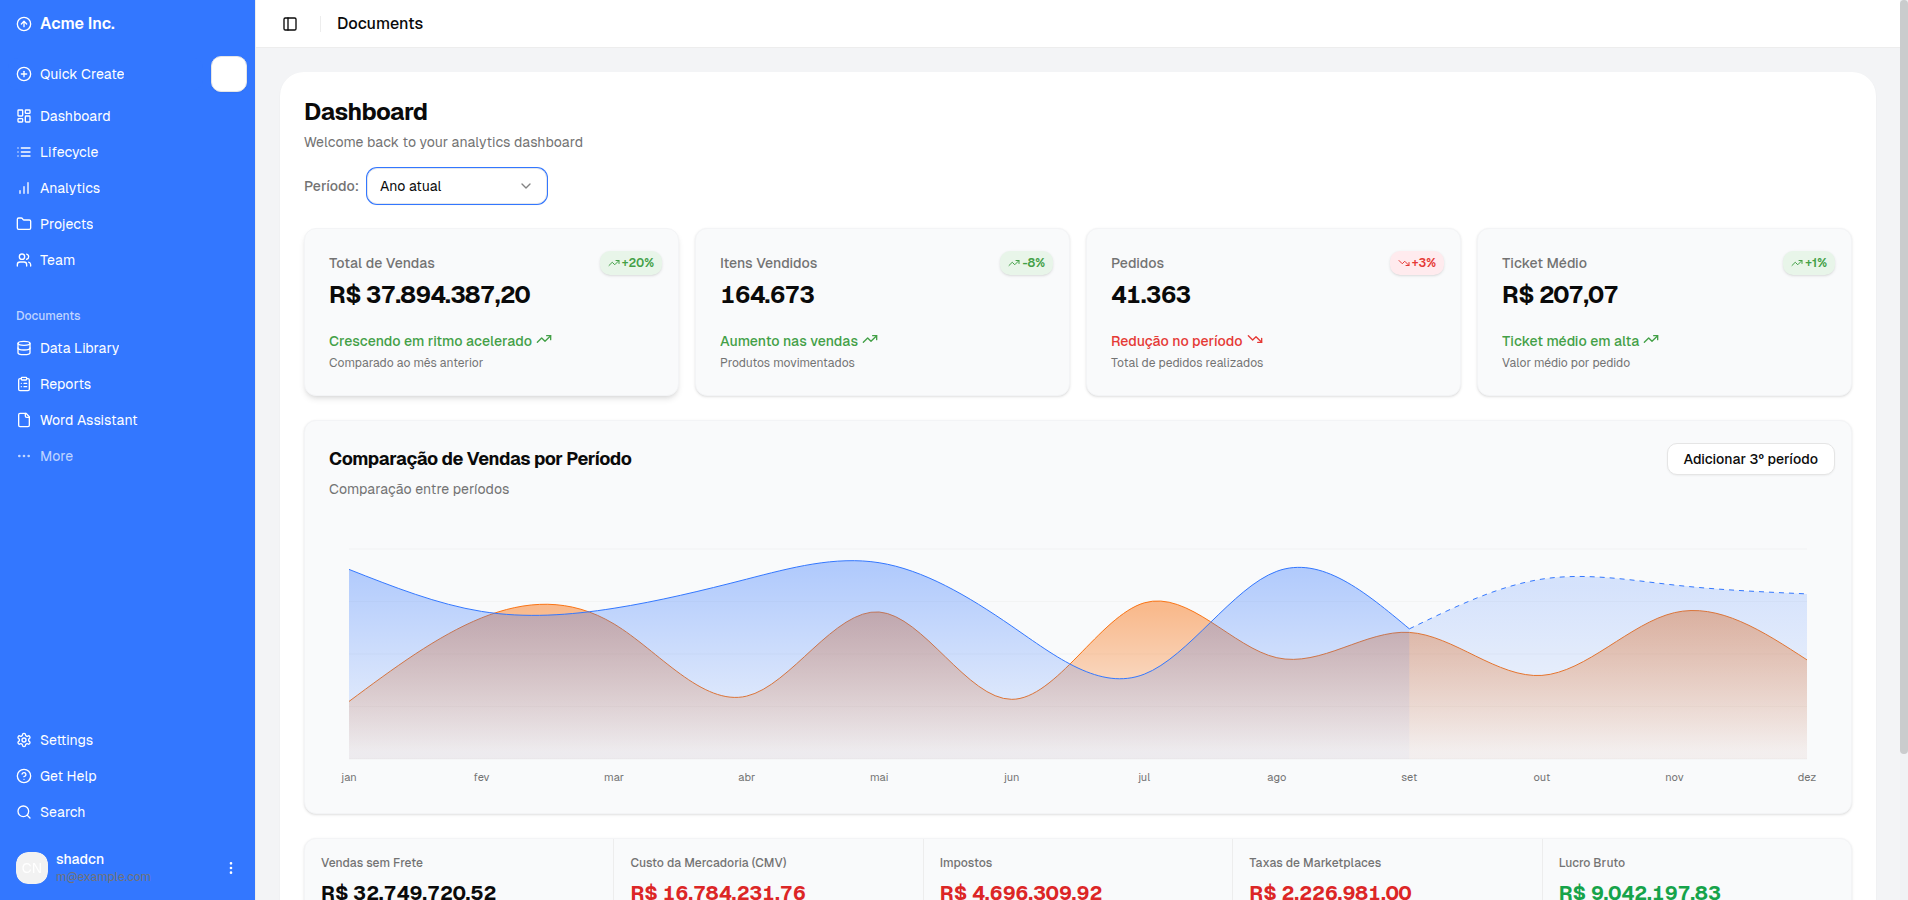 Acme Inc.
Quick Create
Dashboard
Lifecycle
Analytics
Projects
Team
Documents
Data Library
Reports
Word Assistant
More
Settings
Get Help
Search
CN
shadcn
m@example.com
Documents
Dashboard
Welcome back to your analytics dashboard
Período: Ano atual
Total de Vendas +20%
R$ 37.894.387,20
Crescendo em ritmo acelerado
Comparado ao mês anterior
Itens Vendidos -8%
164.673
Aumento nas vendas
Produtos movimentados
Pedidos +3%
41.363
Redução no período
Total de pedidos realizados
Ticket Médio +1%
R$ 207,07
Ticket médio em alta
Valor médio por pedido
Comparação de Vendas por Período
Adicionar 3º período
Comparação entre períodos
jan fev mar abr mai jun jul ago set out nov dez
Vendas sem Frete
R$ 32.749.720,52
Custo da Mercadoria (CMV)
R$ 16.784.231,76
Impostos
R$ 4.696.309,92
Taxas de Marketplaces
R$ 2.226.981,00
Lucro Bruto
R$ 9.042.197,83